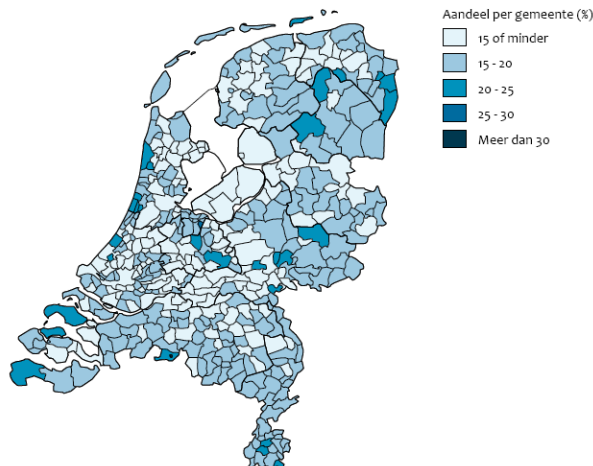 Aandeel per gemeente (%)
15 of minder
15 - 20
20 - 25
25 - 30
Meer dan 30